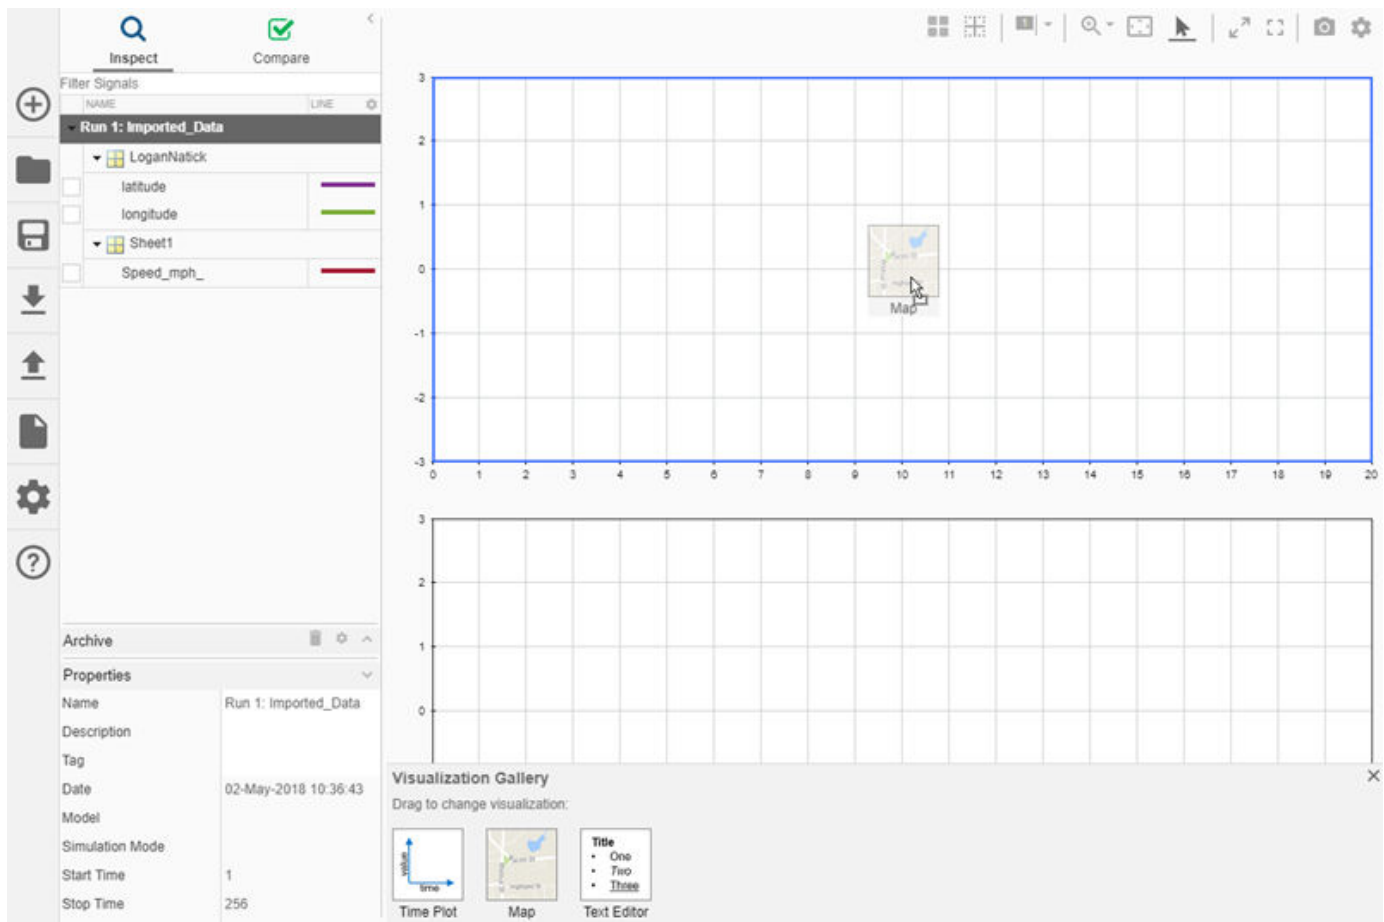 Inspect
Compare
Filter Signals
NAME
LINE
Run 1: Imported_Data
LoganNatick
latitude
longitude
Sheet1
Speed_mph_
Archive
Properties
Name Run 1: Imported_Data
Description
Tag
Date 02-May-2018 10:36:43
Model
Simulation Mode
Start Time 1
Stop Time 256
1
3
2
1
0
-1
-2
-3
0 1 2 3 4 5 6 7 8 9 10 11 12 13 14 15 16 17 18 19 20
Map
3
2
1
0
Visualization Gallery
Drag to change visualization:
value
time
Time Plot
Map
Title
• One
• Two
• Three
Text Editor